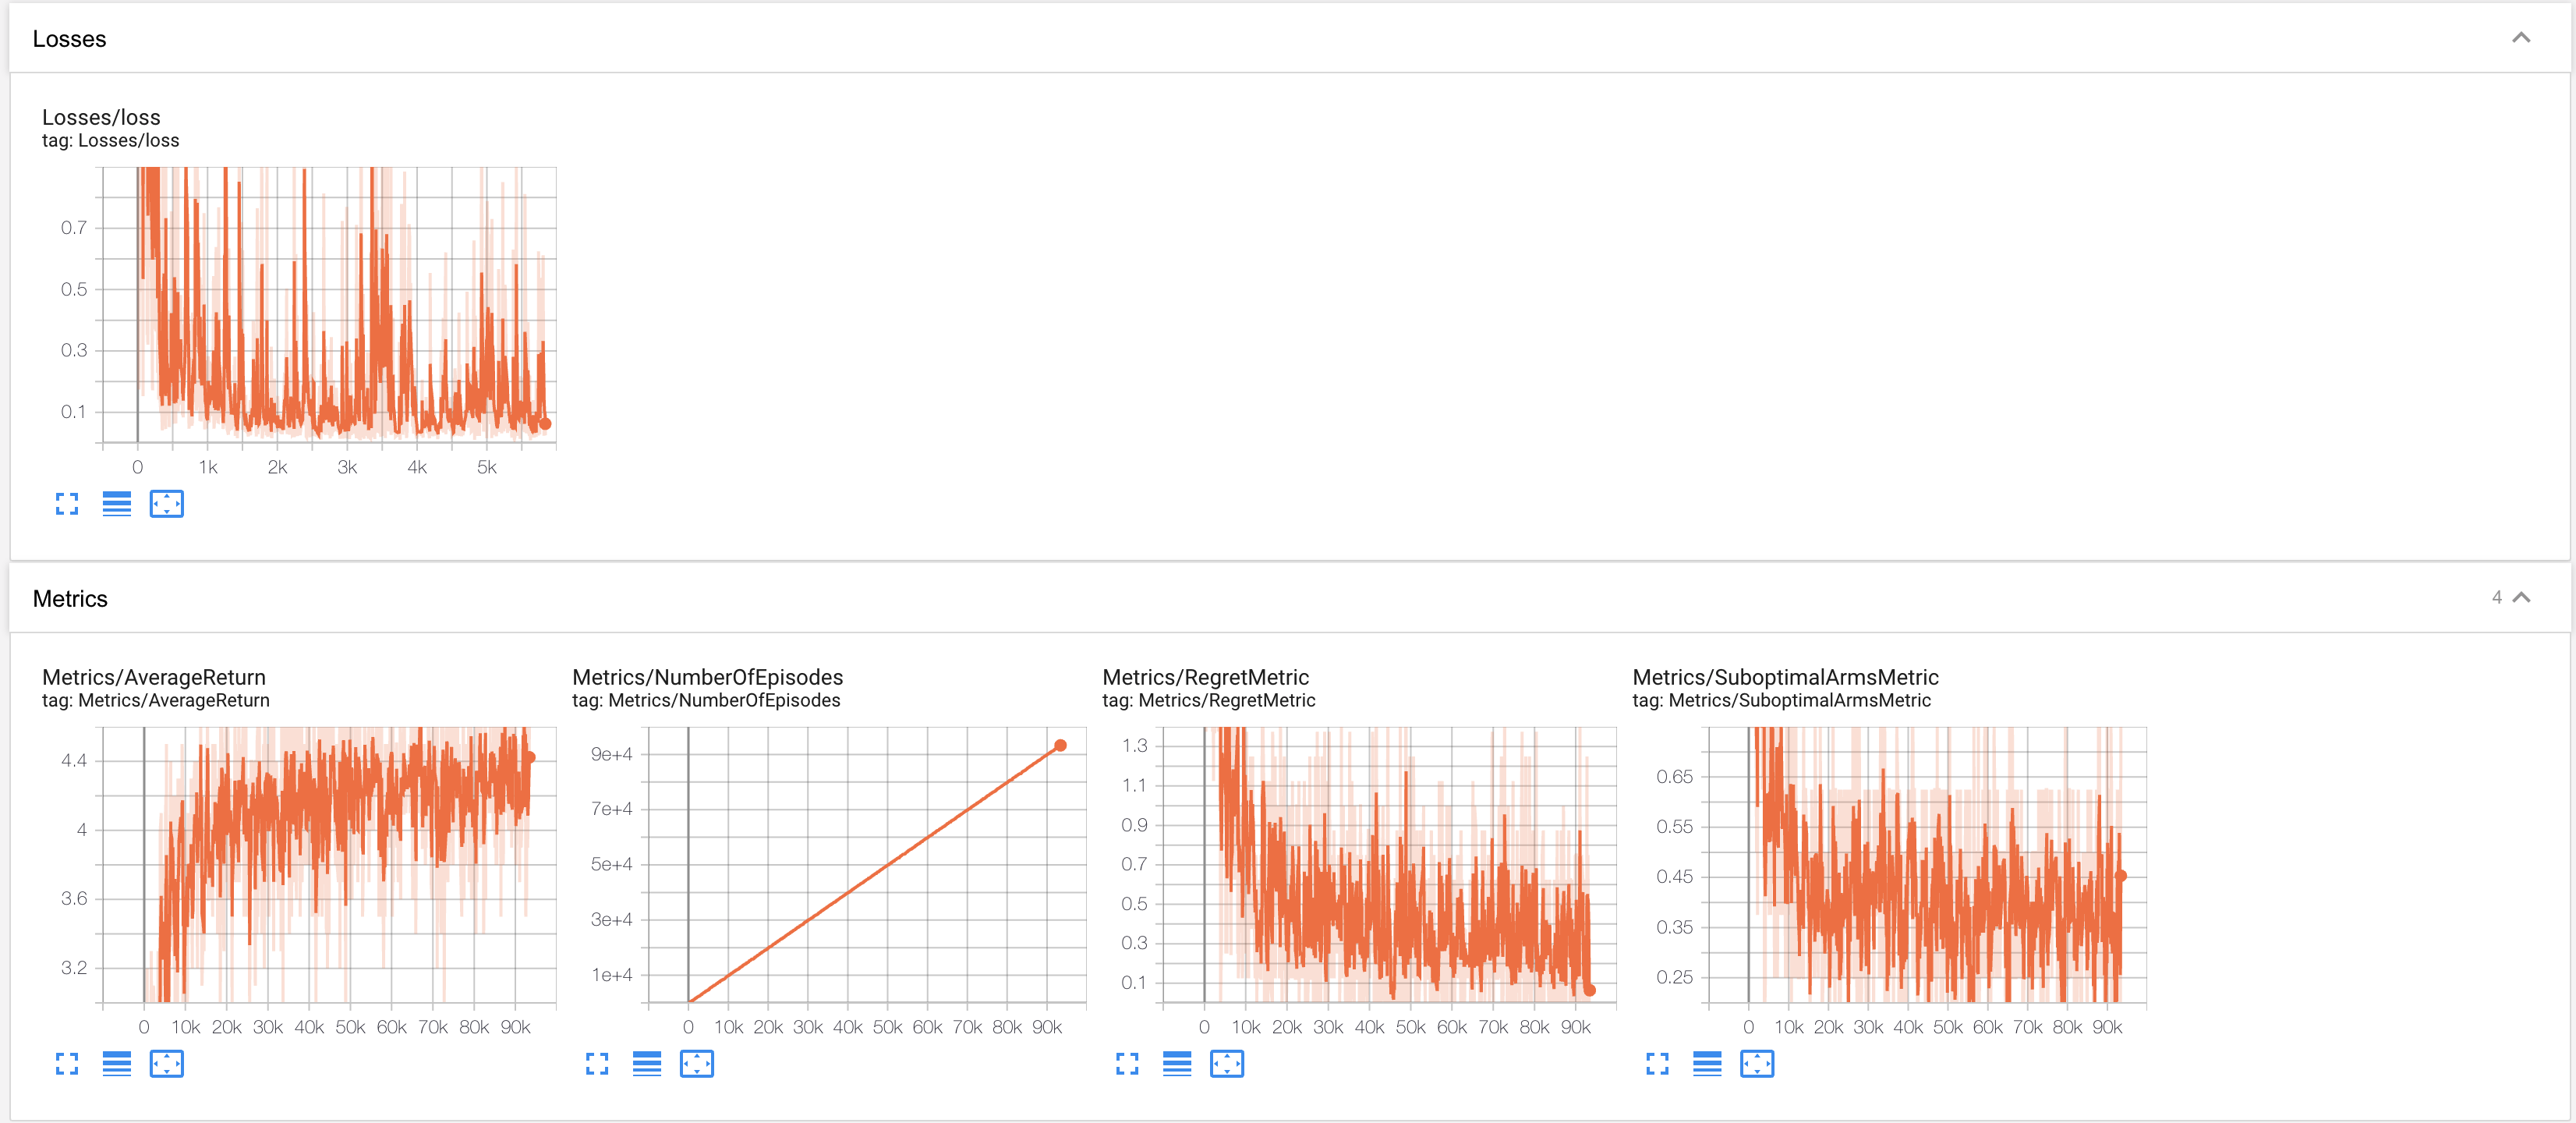 Losses
Losses/loss
tag: Losses/loss
0.7
0.5
0.3
0.1
0 1k 2k 3k 4k 5k
Metrics
4
Metrics/AverageReturn
tag: Metrics/AverageReturn
4.4
4
3.6
3.2
0 10k 20k 30k 40k 50k 60k 70k 80k 90k
Metrics/NumberOfEpisodes
tag: Metrics/NumberOfEpisodes
9e+4
7e+4
5e+4
3e+4
1e+4
0 10k 20k 30k 40k 50k 60k 70k 80k 90k
Metrics/RegretMetric
tag: Metrics/RegretMetric
1.3
1.1
0.9
0.7
0.5
0.3
0.1
0 10k 20k 30k 40k 50k 60k 70k 80k 90k
Metrics/SuboptimalArmsMetric
tag: Metrics/SuboptimalArmsMetric
0.65
0.55
0.45
0.35
0.25
0 10k 20k 30k 40k 50k 60k 70k 80k 90k